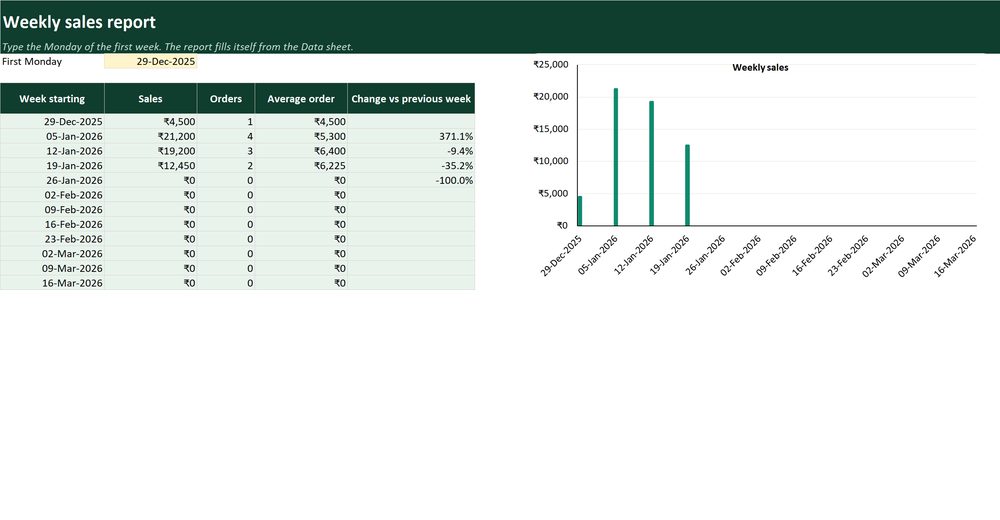 Weekly sales report
Type the Monday of the first week. The report fills itself from the Data sheet.
First Monday 29-Dec-2025
Week starting Sales Orders Average order Change vs previous week
29-Dec-2025 ₹4,500 1 ₹4,500
05-Jan-2026 ₹21,200 4 ₹5,300 371.1%
12-Jan-2026 ₹19,200 3 ₹6,400 -9.4%
19-Jan-2026 ₹12,450 2 ₹6,225 -35.2%
26-Jan-2026 ₹0 0 ₹0 -100.0%
02-Feb-2026 ₹0 0 ₹0
09-Feb-2026 ₹0 0 ₹0
16-Feb-2026 ₹0 0 ₹0
23-Feb-2026 ₹0 0 ₹0
02-Mar-2026 ₹0 0 ₹0
09-Mar-2026 ₹0 0 ₹0
16-Mar-2026 ₹0 0 ₹0
Weekly sales
₹25,000
₹20,000
₹15,000
₹10,000
₹5,000
₹0
29-Dec-2025 05-Jan-2026 12-Jan-2026 19-Jan-2026 26-Jan-2026 02-Feb-2026 09-Feb-2026 16-Feb-2026 23-Feb-2026 02-Mar-2026 09-Mar-2026 16-Mar-2026